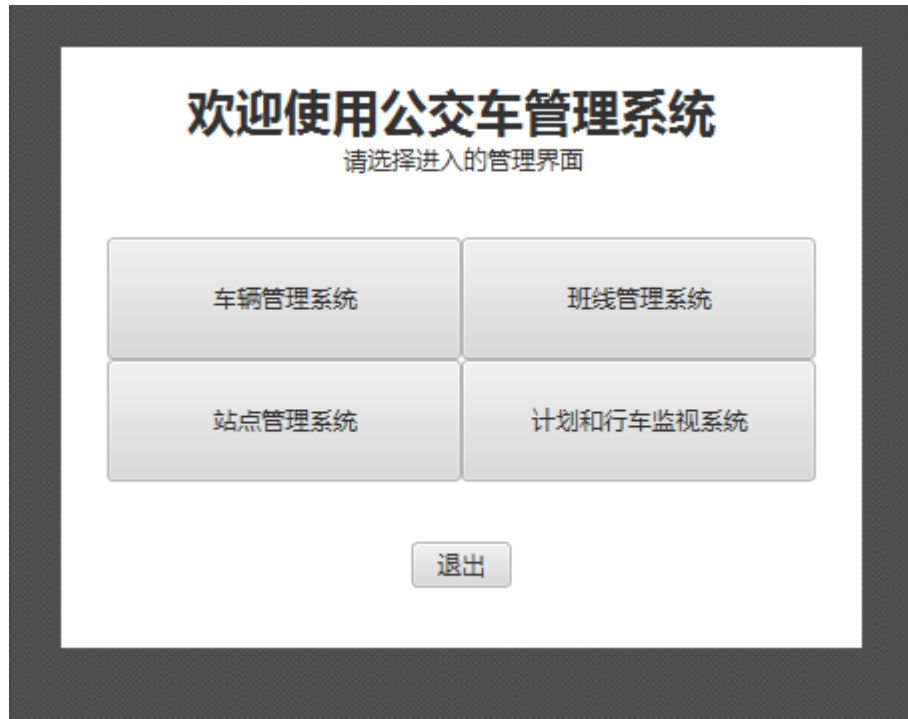 欢迎使用公交车管理系统
请选择进入的管理界面
车辆管理系统
班线管理系统
站点管理系统
计划和行车监视系统
退出